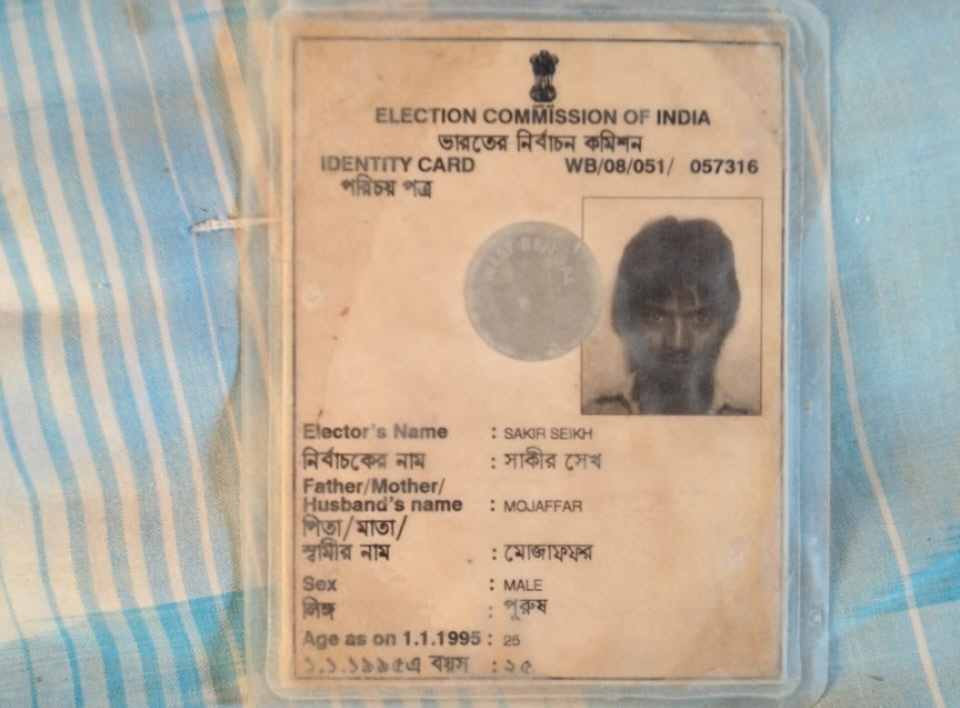 ELECTION COMMISSION OF INDIA
ভারতের নির্বাচন কমিশন
IDENTITY CARD WB/08/051/ 057316
পরিচয় পত্র
WEST BENGAL
Elector's Name : SAKIR SEIKH
নির্বাচকের নাম : সাকীর সেখ
Father/Mother/
Husband's name : MOJAFFAR
পিতা/মাতা/
স্বামীর নাম : মোজাফফর
Sex : MALE
লিঙ্গ : পুরুষ
Age as on 1.1.1995 : 25
১.১.১৯৯৫এ বয়স : ২৫